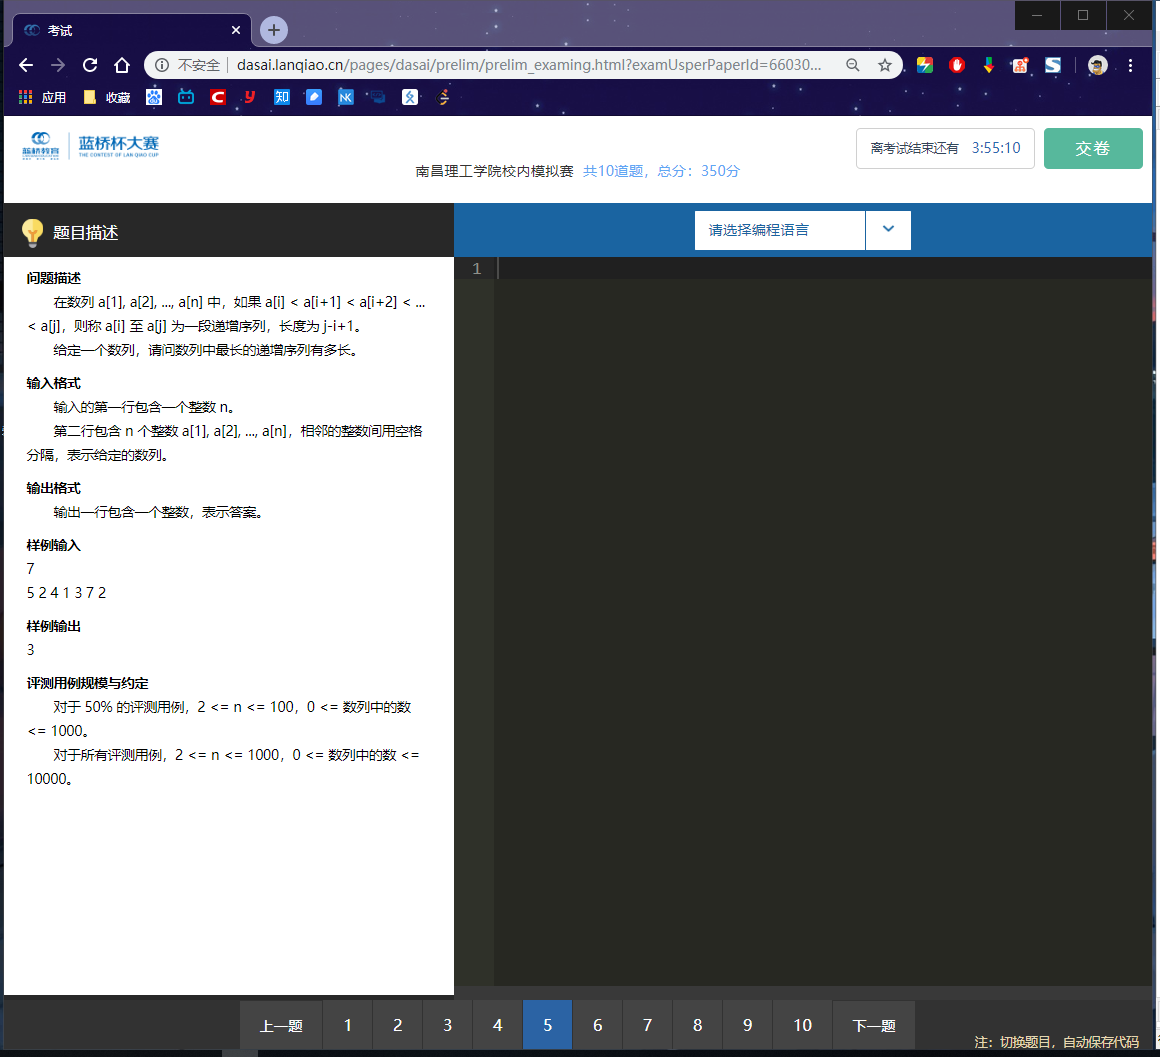 考试
不安全 dasai.lanqiao.cn/pages/dasai/prelim/prelim_examing.html?examUsperPaperId=66030...
应用 收藏 知 NK
蓝桥教育 蓝桥杯大赛
THE CONTEST OF LAN QIAO CUP
离考试结束还有 3:55:10
交卷
南昌理工学院校内模拟赛 共10道题，总分：350分
题目描述
请选择编程语言
1
问题描述
在数列 a[1], a[2], ..., a[n] 中，如果 a[i] < a[i+1] < a[i+2] < ...
< a[j]，则称 a[i] 至 a[j] 为一段递增序列，长度为 j-i+1。
给定一个数列，请问数列中最长的递增序列有多长。
输入格式
输入的第一行包含一个整数 n。
第二行包含 n 个整数 a[1], a[2], ..., a[n]，相邻的整数间用空格
分隔，表示给定的数列。
输出格式
输出一行包含一个整数，表示答案。
样例输入
7
5 2 4 1 3 7 2
样例输出
3
评测用例规模与约定
对于 50% 的评测用例，2 <= n <= 100，0 <= 数列中的数
<= 1000。
对于所有评测用例，2 <= n <= 1000，0 <= 数列中的数 <=
10000。
上一题 1 2 3 4 5 6 7 8 9 10 下一题
注：切换题目，自动保存代码